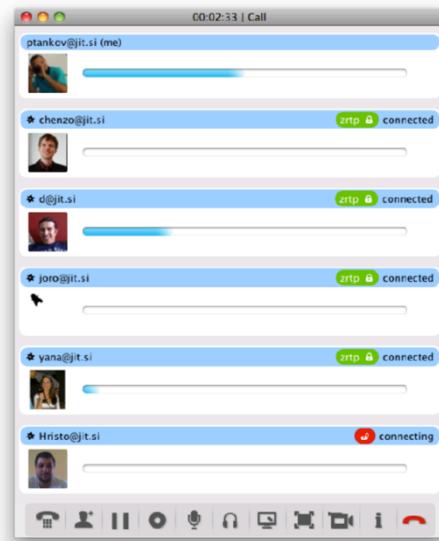 00:02:33 | Call
ptankov@jit.si (me)
chenzo@jit.si zrtp connected
d@jit.si zrtp connected
joro@jit.si zrtp connected
yana@jit.si zrtp connected
Hristo@jit.si connecting